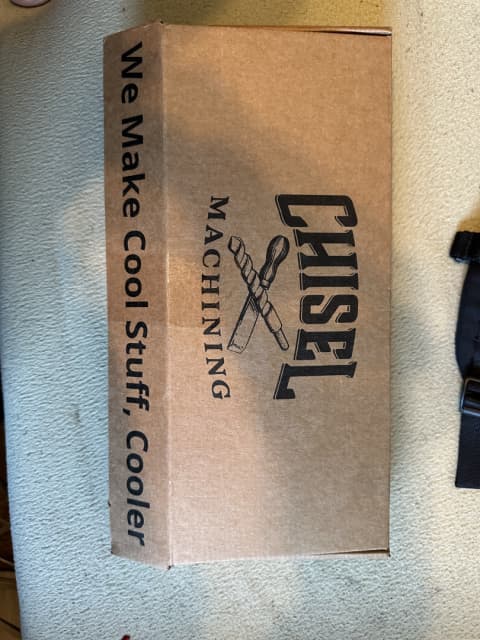 CHISEL
MACHINING
We Make Cool Stuff, Cooler